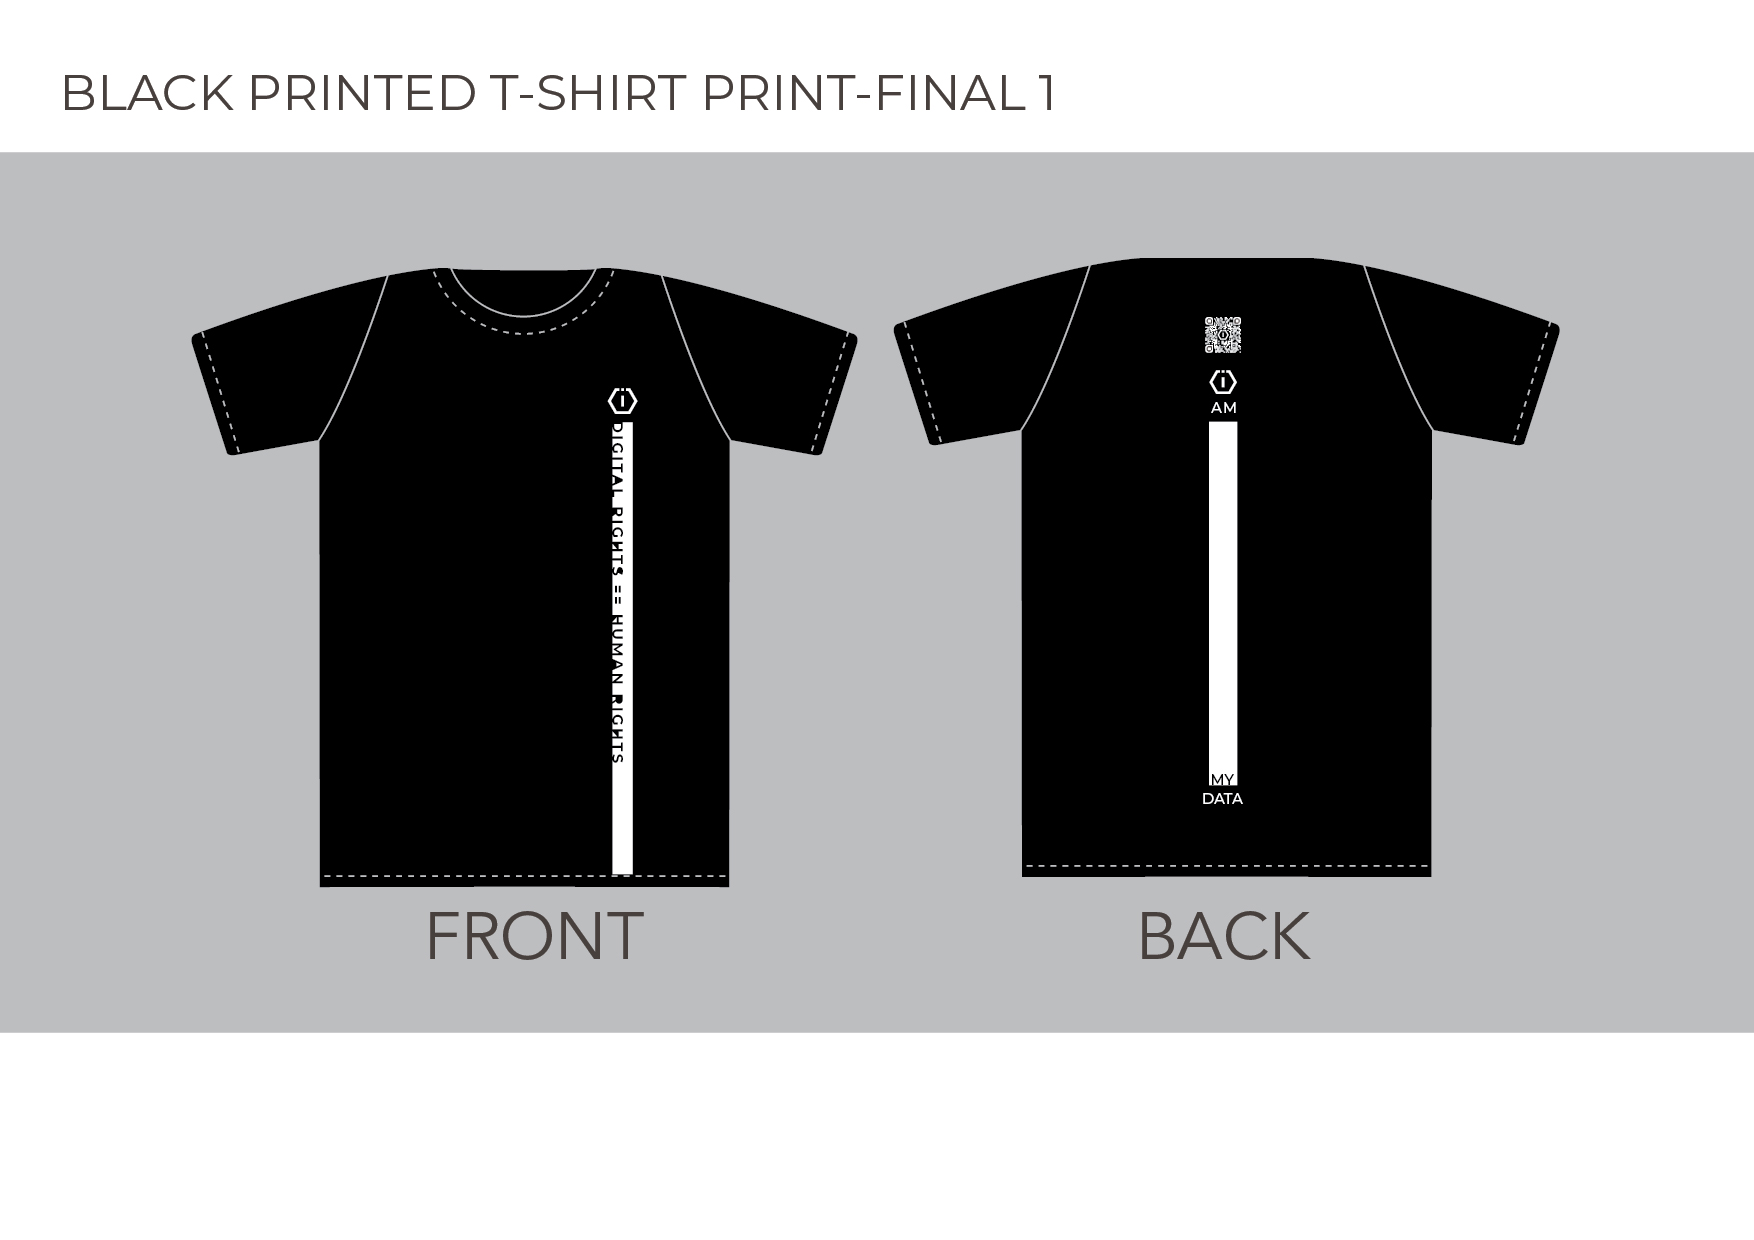 BLACK PRINTED T-SHIRT PRINT-FINAL 1
DIGITAL RIGHTS == HUMAN RIGHTS
AM
MY
DATA
FRONT
BACK